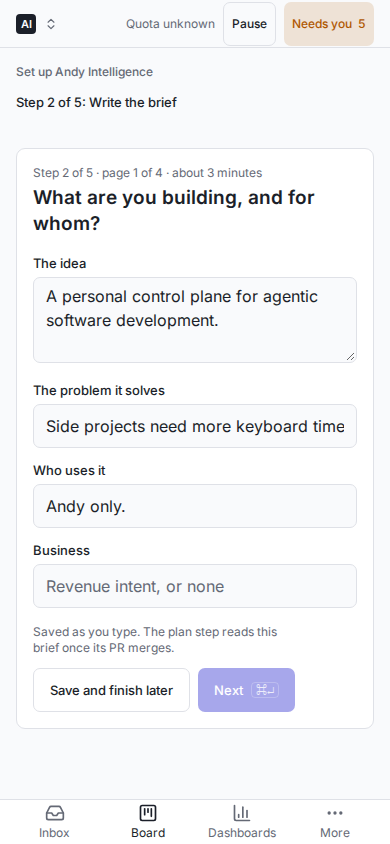 AI
Quota unknown
Pause
Needs you 5
Set up Andy Intelligence
Step 2 of 5: Write the brief
Step 2 of 5 · page 1 of 4 · about 3 minutes
What are you building, and for
whom?
The idea
A personal control plane for agentic
software development.
The problem it solves
Side projects need more keyboard time
Who uses it
Andy only.
Business
Revenue intent, or none
Saved as you type. The plan step reads this
brief once its PR merges.
Save and finish later
Next ⌘↵
Inbox
Board
Dashboards
More